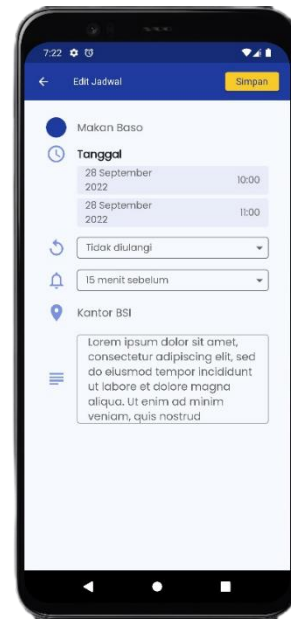 7:22
Edit Jadwal
Simpan
Makan Baso
Tanggal
28 September
2022
10:00
28 September
2022
11:00
Tidak diulangi
15 menit sebelum
Kantor BSI
Lorem ipsum dolor sit amet,
consectetur adipiscing elit, sed
do eiusmod tempor incididunt
ut labore et dolore magna
aliqua. Ut enim ad minim
veniam, quis nostrud